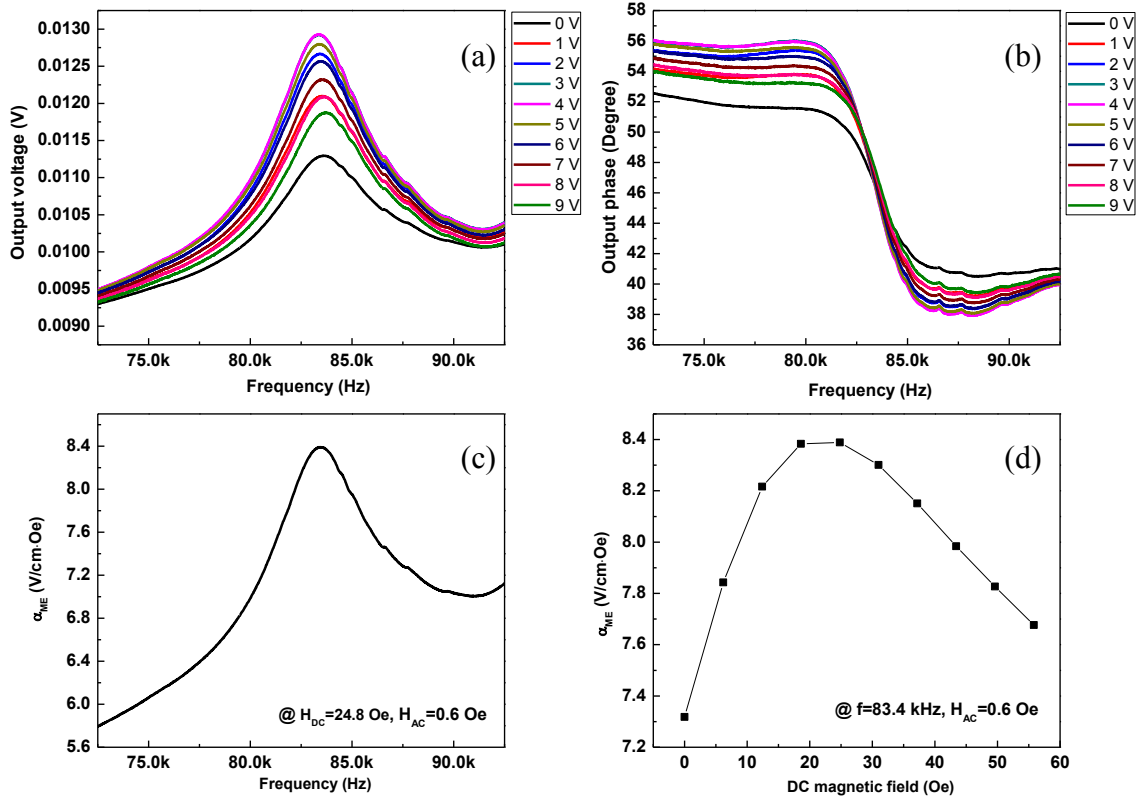 (a)
Output voltage (V)
0.0130
0.0125
0.0120
0.0115
0.0110
0.0105
0.0100
0.0095
0.0090
75.0k 80.0k 85.0k 90.0k
Frequency (Hz)
0 V
1 V
2 V
3 V
4 V
5 V
6 V
7 V
8 V
9 V
(b)
Output phase (Degree)
58
56
54
52
50
48
46
44
42
40
38
36
75.0k 80.0k 85.0k 90.0k
Frequency (Hz)
0 V
1 V
2 V
3 V
4 V
5 V
6 V
7 V
8 V
9 V
(c)
α_ME (V/cm·Oe)
8.4
8.0
7.6
7.2
6.8
6.4
6.0
5.6
@ H_DC=24.8 Oe, H_AC=0.6 Oe
75.0k 80.0k 85.0k 90.0k
Frequency (Hz)
(d)
α_ME (V/cm·Oe)
8.4
8.2
8.0
7.8
7.6
7.4
7.2
@ f=83.4 kHz, H_AC=0.6 Oe
0 10 20 30 40 50 60
DC magnetic field (Oe)